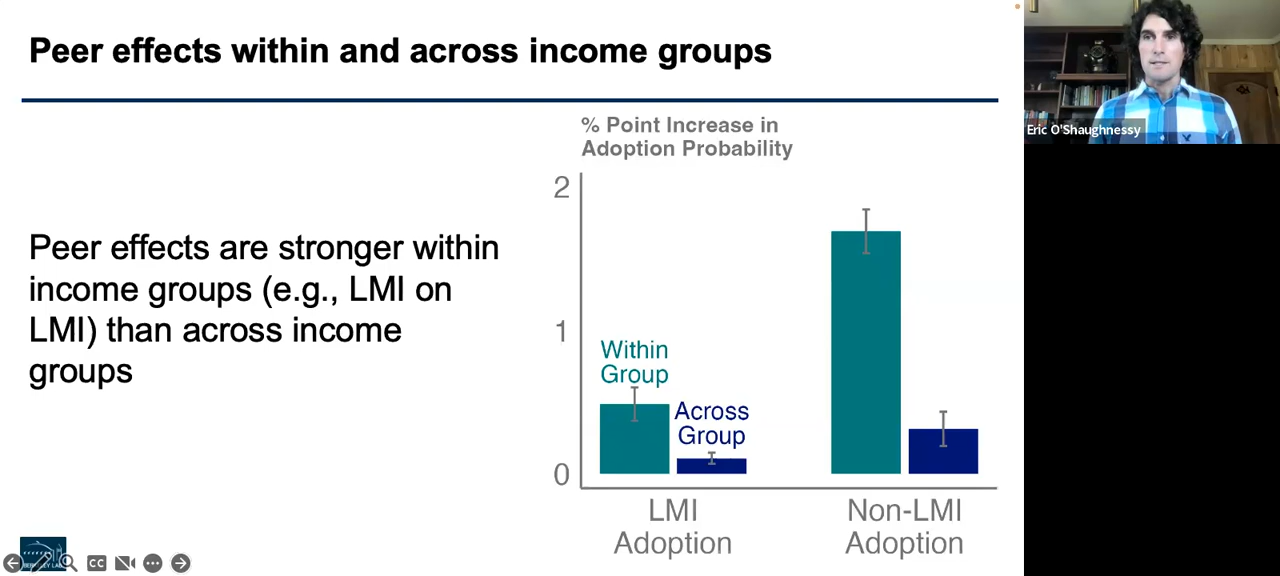 Peer effects within and across income groups
Eric O'Shaughnessy
Peer effects are stronger within
income groups (e.g., LMI on
LMI) than across income
groups
% Point Increase in
Adoption Probability
2
1
0
Within
Group
Across
Group
LMI
Adoption
Non-LMI
Adoption
CC